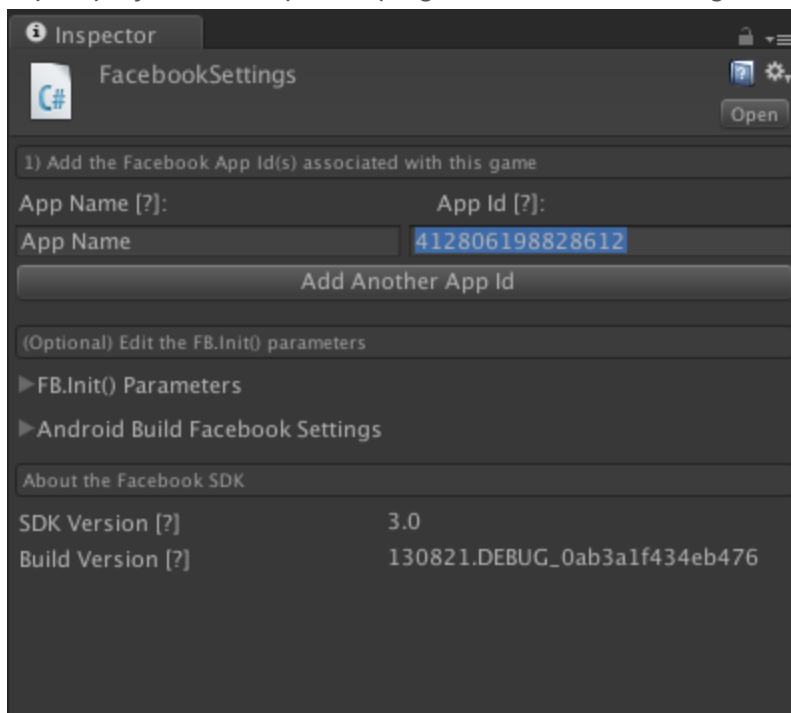 Inspector
FacebookSettings
C#
Open
1) Add the Facebook App Id(s) associated with this game
App Name [?]: App Id [?]:
App Name 412806198828612
Add Another App Id
(Optional) Edit the FB.Init() parameters
FB.Init() Parameters
Android Build Facebook Settings
About the Facebook SDK
SDK Version [?] 3.0
Build Version [?] 130821.DEBUG_0ab3a1f434eb476